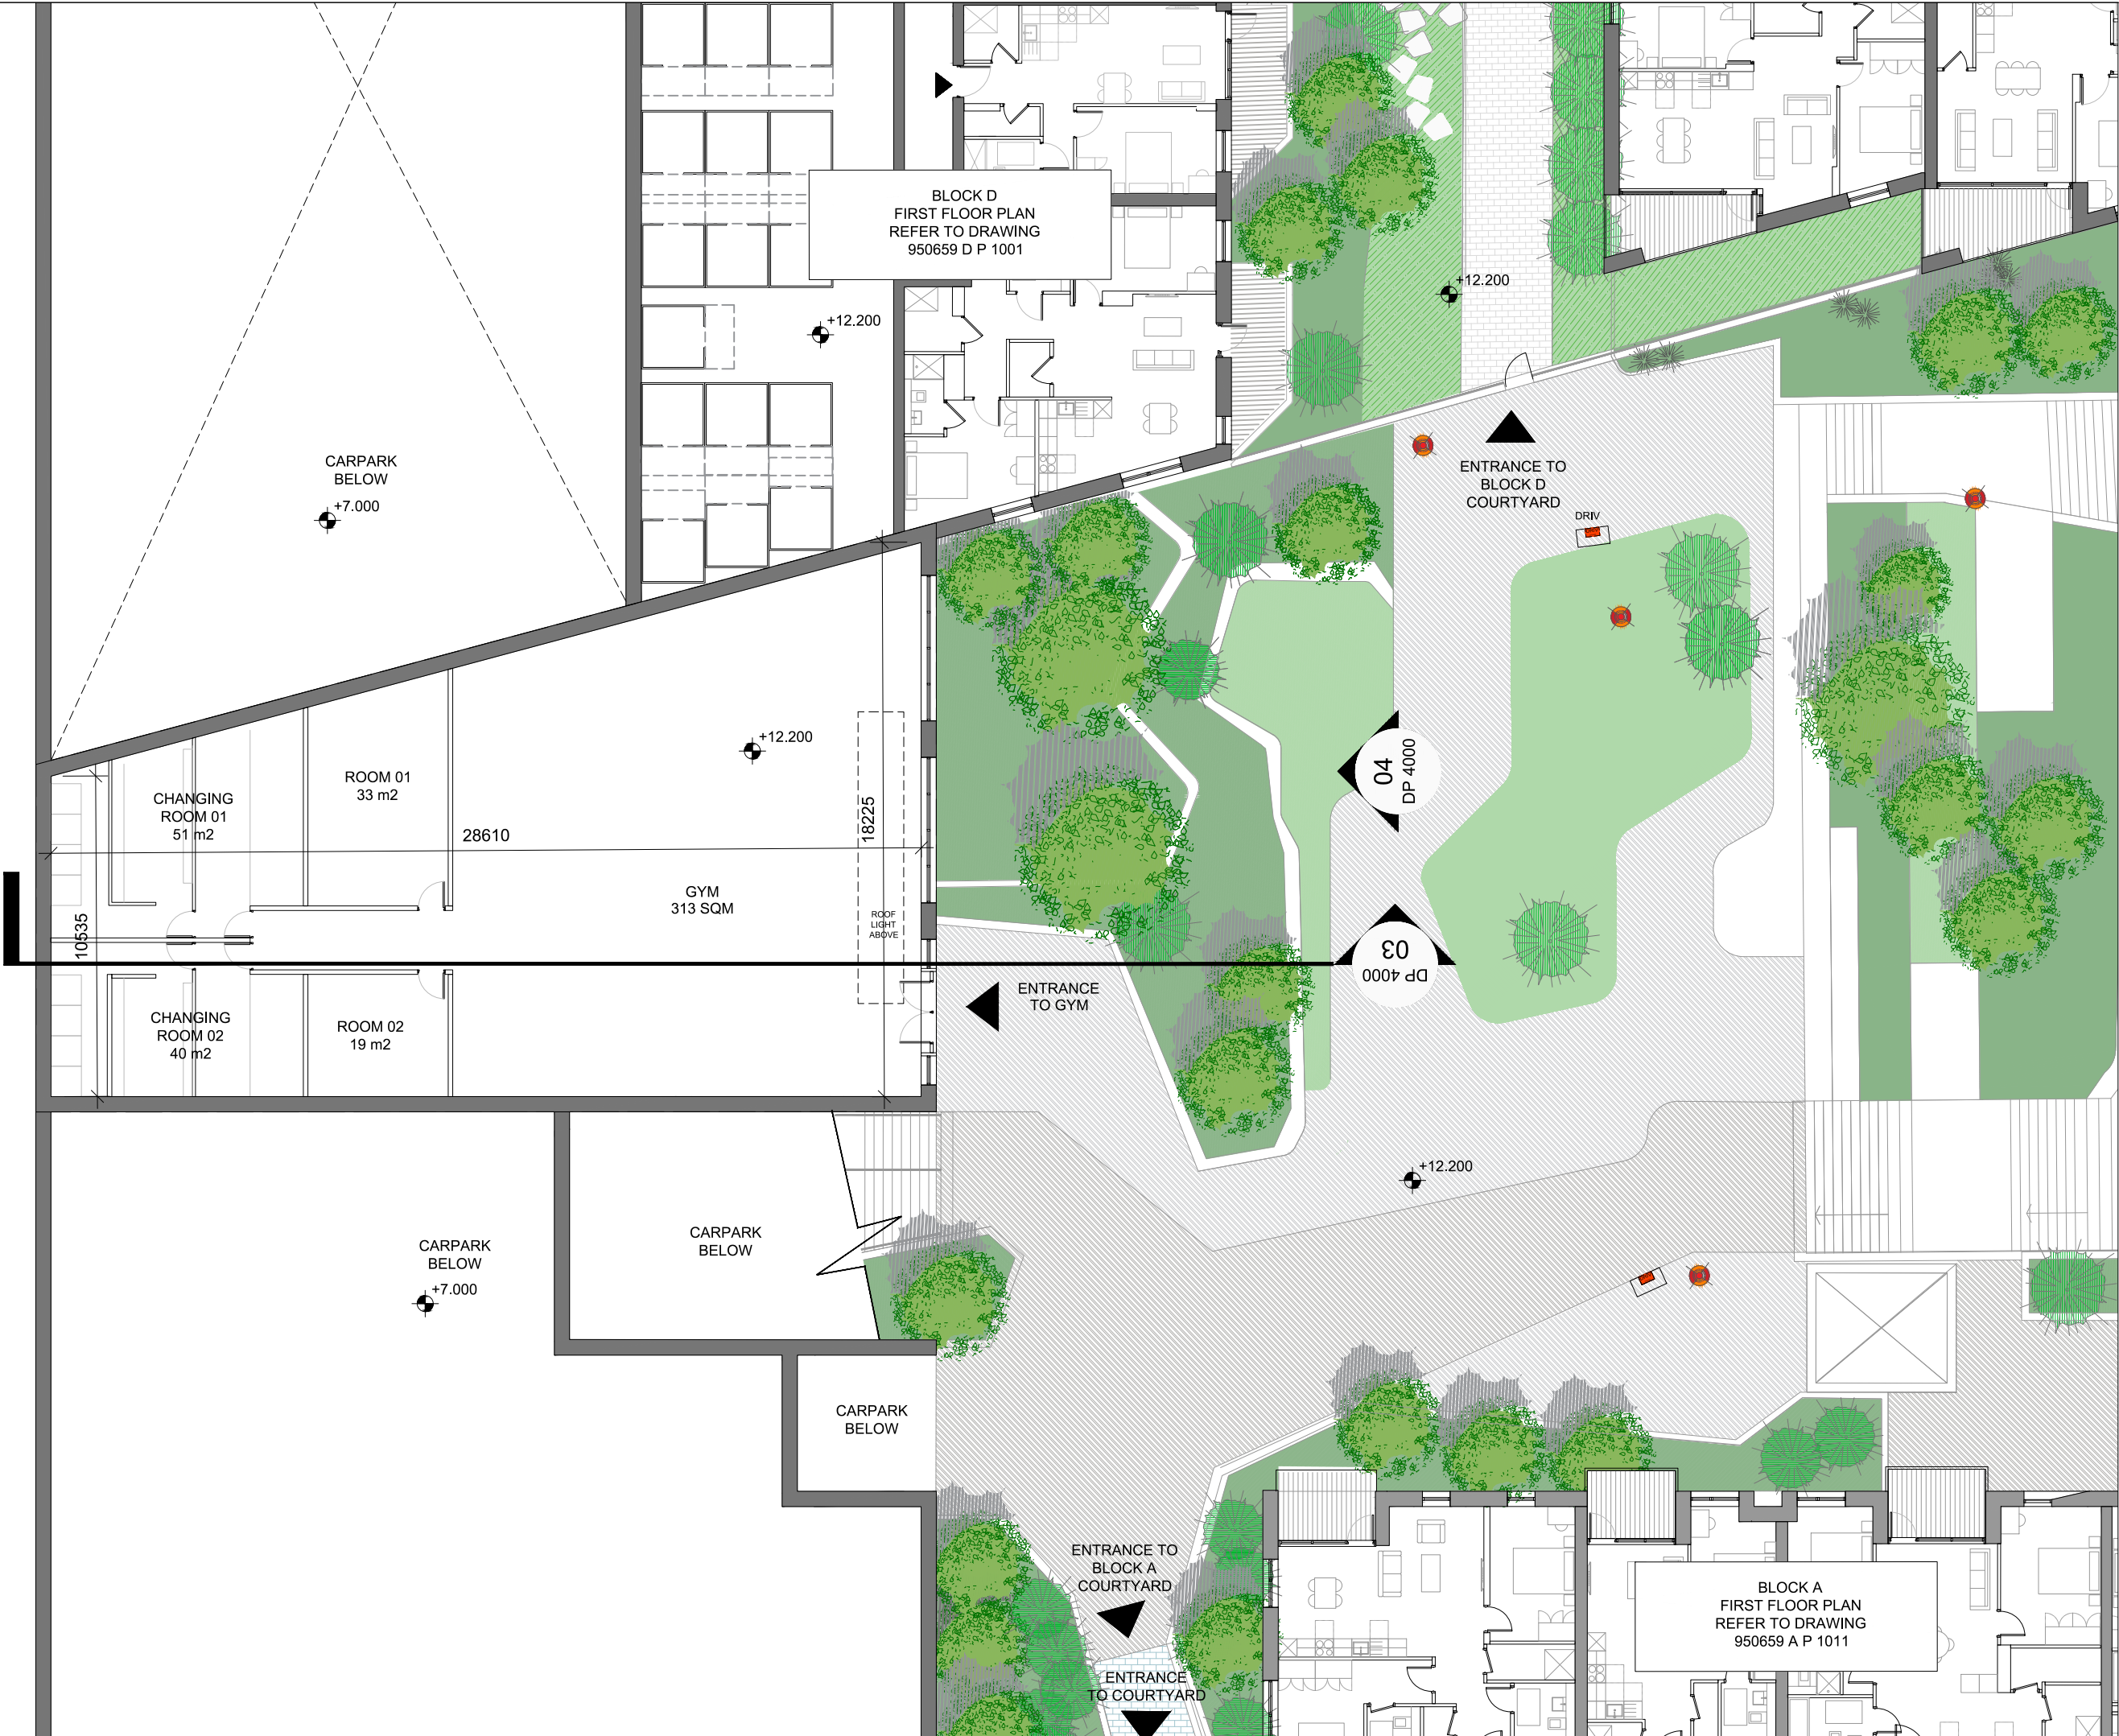 BLOCK D
FIRST FLOOR PLAN
REFER TO DRAWING
950659 D P 1001
+12.200
+12.200
CARPARK
BELOW
+7.000
ENTRANCE TO
BLOCK D
COURTYARD
DRIV
+12.200
ROOM 01
33 m2
CHANGING
ROOM 01
51 m2
28610
18225
04
DP 4000
GYM
313 SQM
ROOF
LIGHT
ABOVE
10535
03
DP 4000
ENTRANCE
TO GYM
CHANGING
ROOM 02
40 m2
ROOM 02
19 m2
+12.200
CARPARK
BELOW
+7.000
CARPARK
BELOW
CARPARK
BELOW
ENTRANCE TO
BLOCK A
COURTYARD
BLOCK A
FIRST FLOOR PLAN
REFER TO DRAWING
950659 A P 1011
ENTRANCE
TO COURTYARD